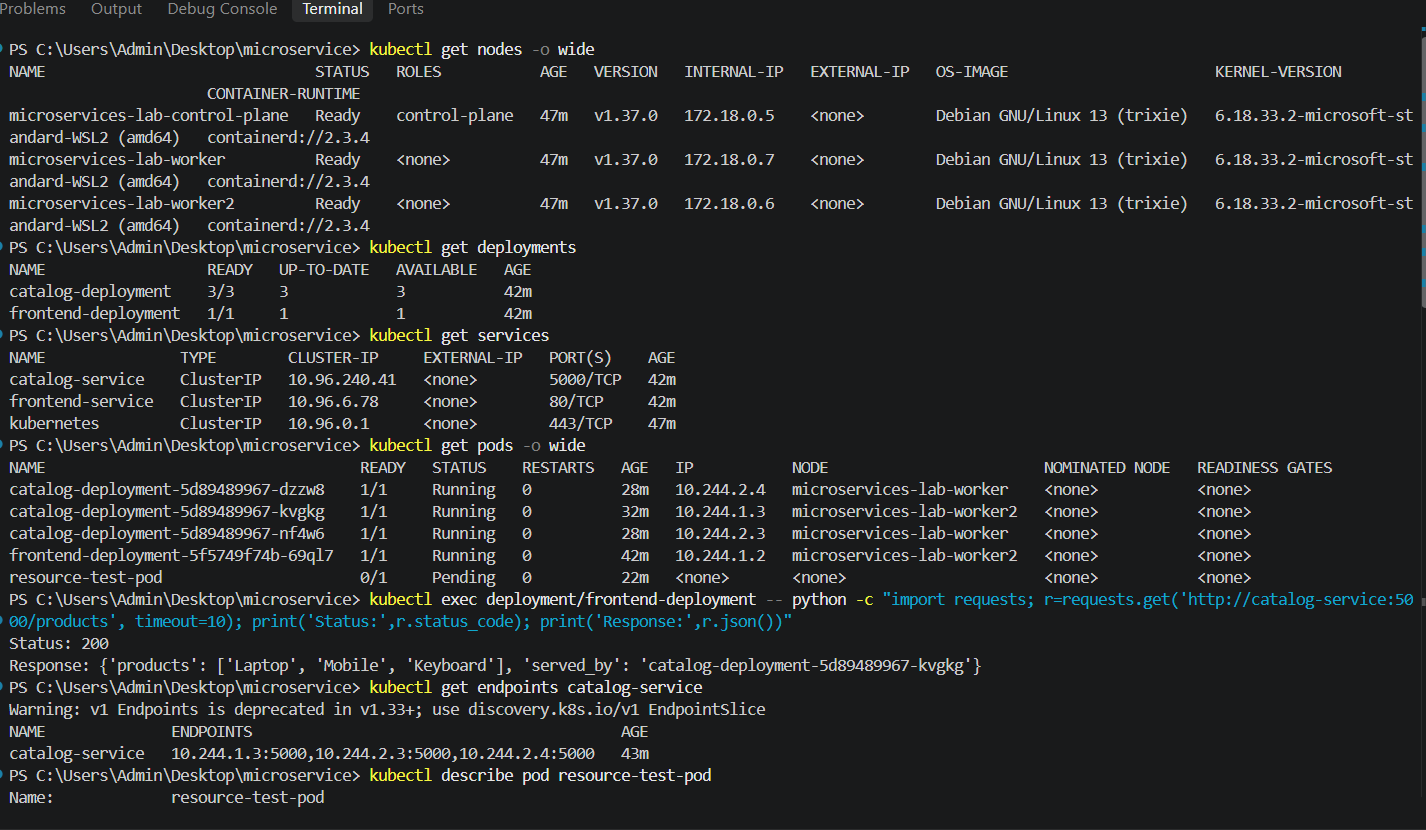 Problems Output Debug Console Terminal Ports
PS C:\Users\Admin\Desktop\microservice> kubectl get nodes -o wide
NAME STATUS ROLES AGE VERSION INTERNAL-IP EXTERNAL-IP OS-IMAGE KERNEL-VERSION
CONTAINER-RUNTIME
microservices-lab-control-plane Ready control-plane 47m v1.37.0 172.18.0.5 <none> Debian GNU/Linux 13 (trixie) 6.18.33.2-microsoft-st
andard-WSL2 (amd64) containerd://2.3.4
microservices-lab-worker Ready <none> 47m v1.37.0 172.18.0.7 <none> Debian GNU/Linux 13 (trixie) 6.18.33.2-microsoft-st
andard-WSL2 (amd64) containerd://2.3.4
microservices-lab-worker2 Ready <none> 47m v1.37.0 172.18.0.6 <none> Debian GNU/Linux 13 (trixie) 6.18.33.2-microsoft-st
andard-WSL2 (amd64) containerd://2.3.4
PS C:\Users\Admin\Desktop\microservice> kubectl get deployments
NAME READY UP-TO-DATE AVAILABLE AGE
catalog-deployment 3/3 3 3 42m
frontend-deployment 1/1 1 1 42m
PS C:\Users\Admin\Desktop\microservice> kubectl get services
NAME TYPE CLUSTER-IP EXTERNAL-IP PORT(S) AGE
catalog-service ClusterIP 10.96.240.41 <none> 5000/TCP 42m
frontend-service ClusterIP 10.96.6.78 <none> 80/TCP 42m
kubernetes ClusterIP 10.96.0.1 <none> 443/TCP 47m
PS C:\Users\Admin\Desktop\microservice> kubectl get pods -o wide
NAME READY STATUS RESTARTS AGE IP NODE NOMINATED NODE READINESS GATES
catalog-deployment-5d89489967-dzzw8 1/1 Running 0 28m 10.244.2.4 microservices-lab-worker <none> <none>
catalog-deployment-5d89489967-kvgkg 1/1 Running 0 32m 10.244.1.3 microservices-lab-worker2 <none> <none>
catalog-deployment-5d89489967-nf4w6 1/1 Running 0 28m 10.244.2.3 microservices-lab-worker <none> <none>
frontend-deployment-5f5749f74b-69ql7 1/1 Running 0 42m 10.244.1.2 microservices-lab-worker2 <none> <none>
resource-test-pod 0/1 Pending 0 22m <none> <none> <none> <none>
PS C:\Users\Admin\Desktop\microservice> kubectl exec deployment/frontend-deployment -- python -c "import requests; r=requests.get('http://catalog-service:50
00/products', timeout=10); print('Status:',r.status_code); print('Response:',r.json())"
Status: 200
Response: {'products': ['Laptop', 'Mobile', 'Keyboard'], 'served_by': 'catalog-deployment-5d89489967-kvgkg'}
PS C:\Users\Admin\Desktop\microservice> kubectl get endpoints catalog-service
Warning: v1 Endpoints is deprecated in v1.33+; use discovery.k8s.io/v1 EndpointSlice
NAME ENDPOINTS AGE
catalog-service 10.244.1.3:5000,10.244.2.3:5000,10.244.2.4:5000 43m
PS C:\Users\Admin\Desktop\microservice> kubectl describe pod resource-test-pod
Name: resource-test-pod